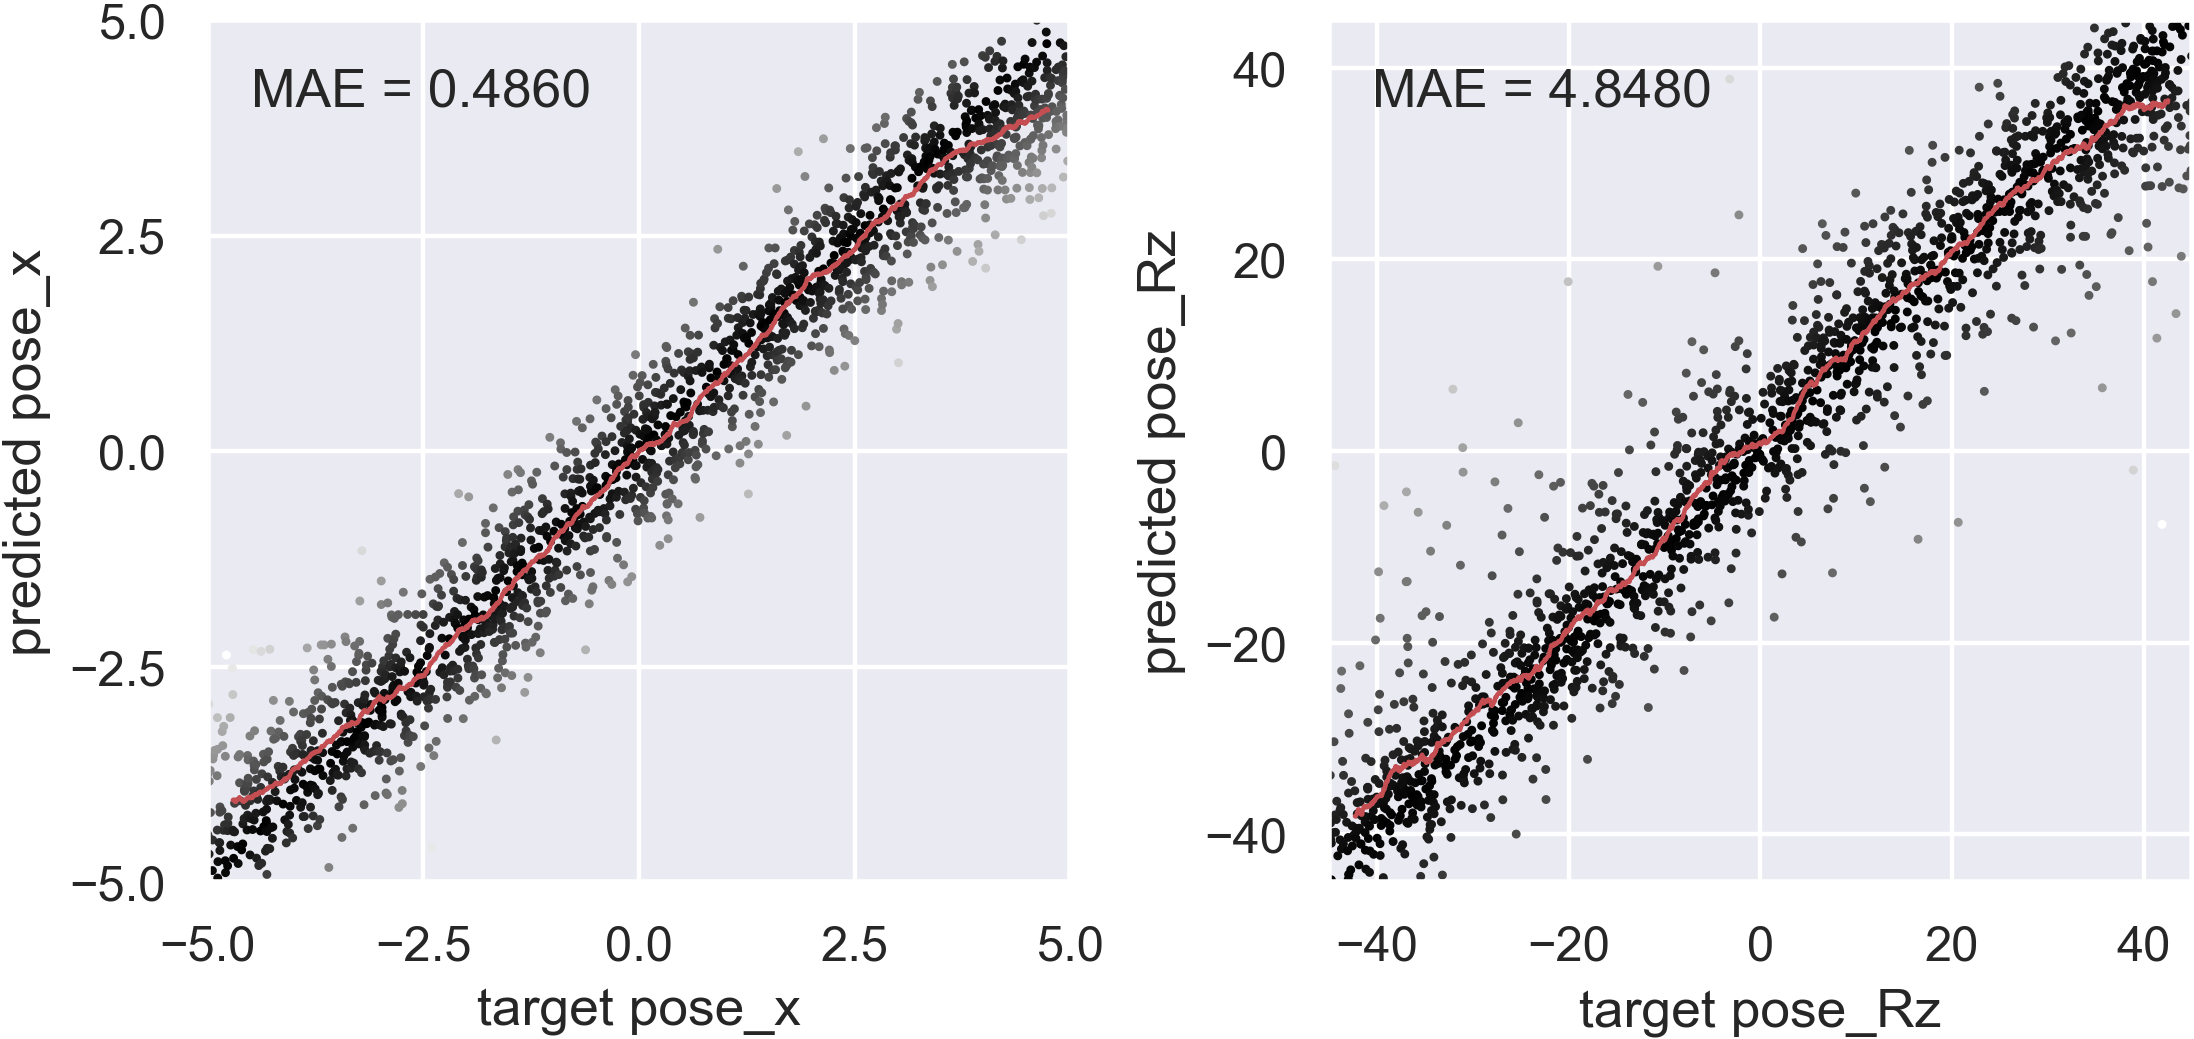 5.0
2.5
0.0
−2.5
−5.0
−5.0 −2.5 0.0 2.5 5.0
predicted pose_x
target pose_x
MAE = 0.4860
40
20
0
−20
−40
−40 −20 0 20 40
predicted pose_Rz
target pose_Rz
MAE = 4.8480